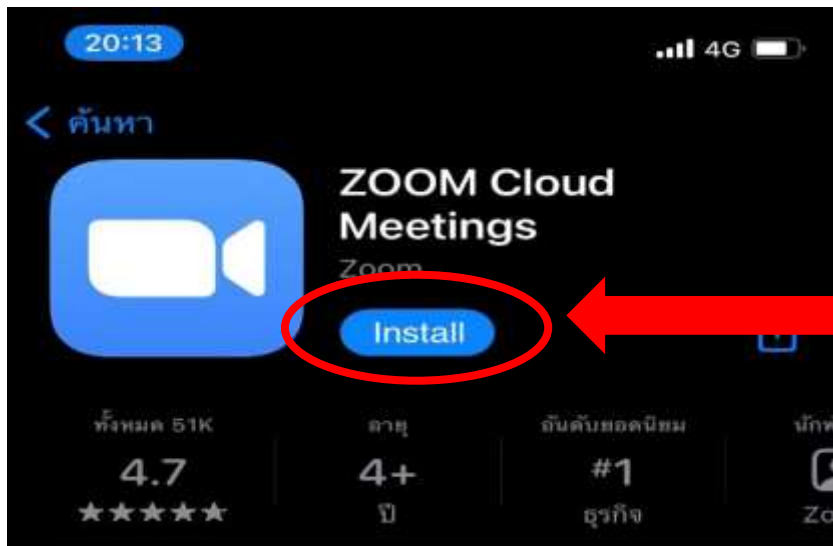 20:13
4G
ค้นหา
ZOOM Cloud
Meetings
Zoom
Install
ทั้งหมด 51K
อายุ
อันดับยอดนิยม
4.7
4+
#1
★★★★★
ปี
ธุรกิจ